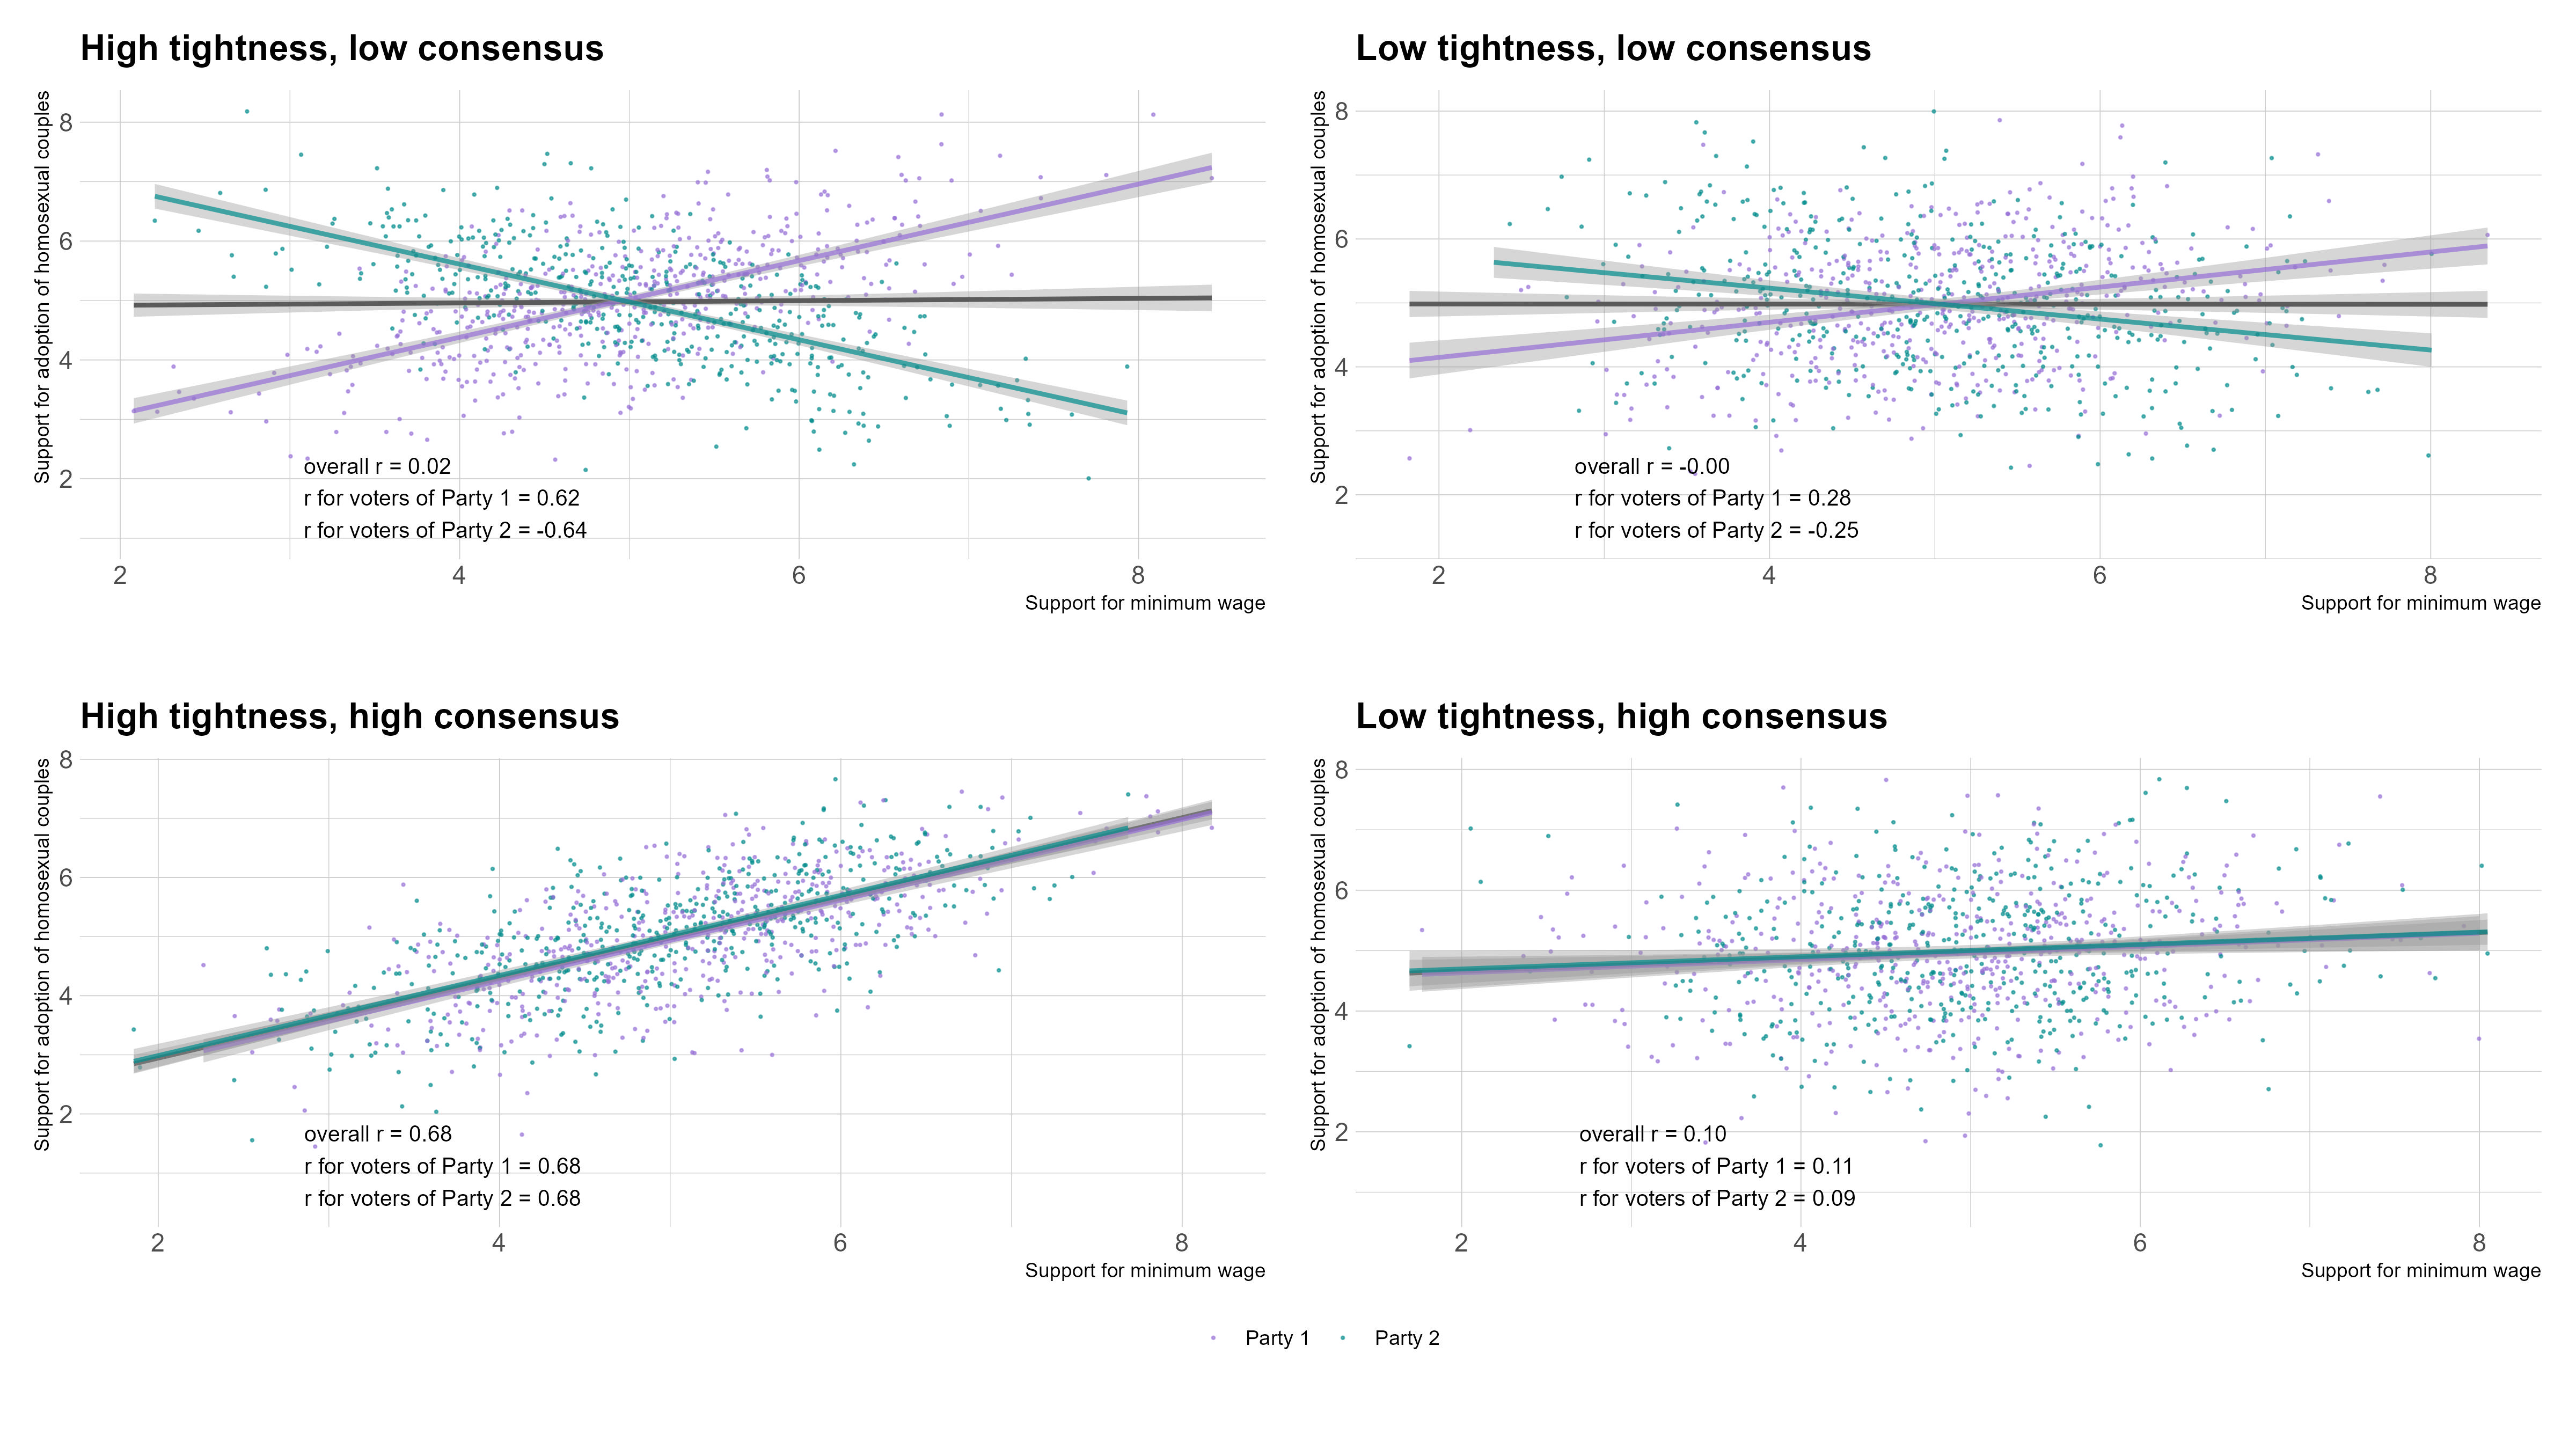 High tightness, low consensus
Support for adoption of homosexual couples
8
6
4
2
overall r = 0.02
r for voters of Party 1 = 0.62
r for voters of Party 2 = -0.64
2 4 6 8
Support for minimum wage
Low tightness, low consensus
Support for adoption of homosexual couples
8
6
4
2
overall r = -0.00
r for voters of Party 1 = 0.28
r for voters of Party 2 = -0.25
2 4 6 8
Support for minimum wage
High tightness, high consensus
Support for adoption of homosexual couples
8
6
4
2
overall r = 0.68
r for voters of Party 1 = 0.68
r for voters of Party 2 = 0.68
2 4 6 8
Support for minimum wage
Low tightness, high consensus
Support for adoption of homosexual couples
8
6
4
2
overall r = 0.10
r for voters of Party 1 = 0.11
r for voters of Party 2 = 0.09
2 4 6 8
Support for minimum wage
Party 1 Party 2